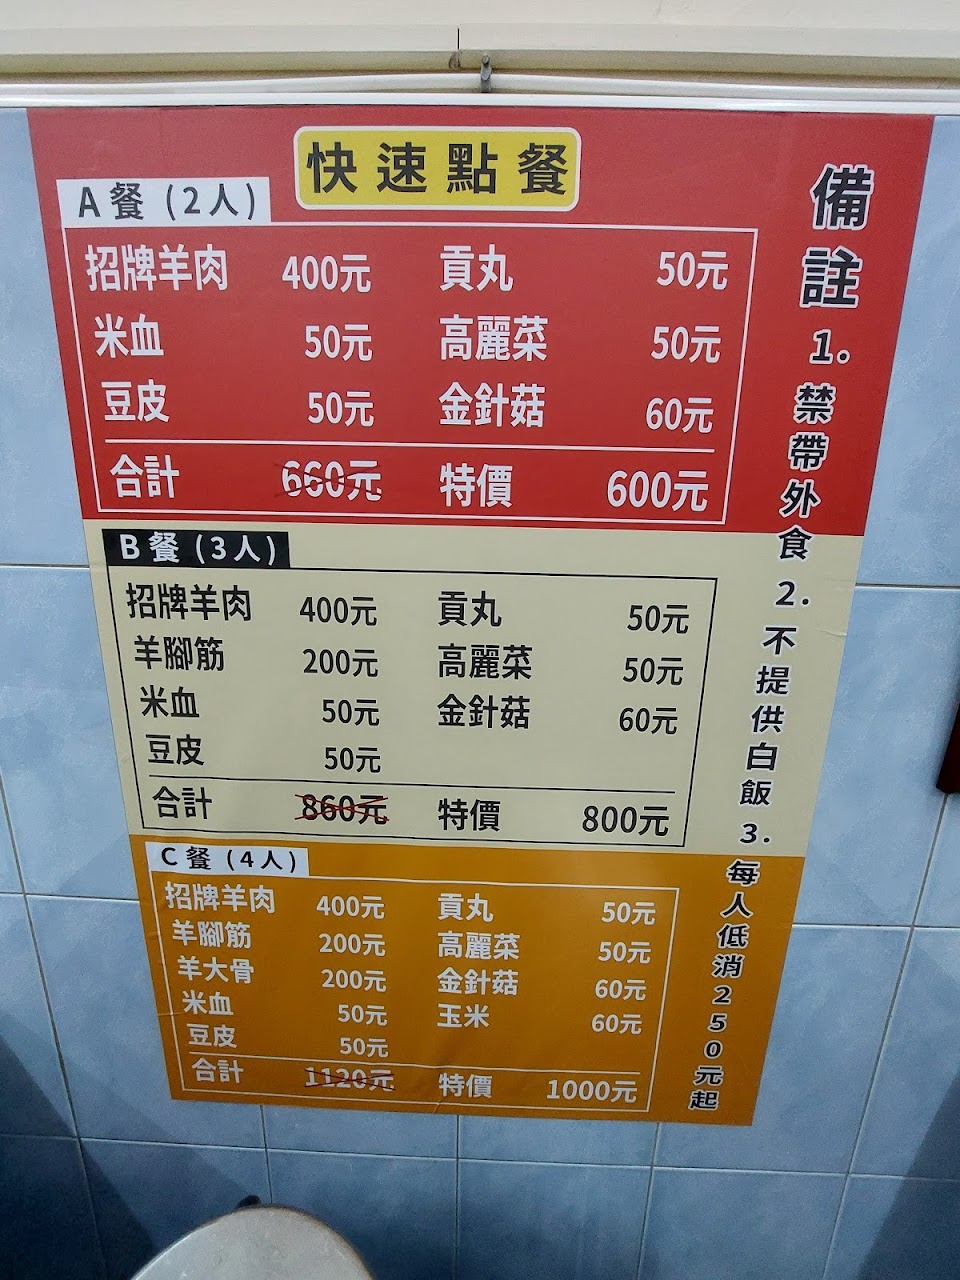 快速點餐
A餐(2人)
招牌羊肉 400元 貢丸 50元
米血 50元 高麗菜 50元
豆皮 50元 金針菇 60元
合計 660元 特價 600元
B餐(3人)
招牌羊肉 400元 貢丸 50元
羊腳筋 200元 高麗菜 50元
米血 50元 金針菇 60元
豆皮 50元
合計 860元 特價 800元
C餐(4人)
招牌羊肉 400元 貢丸 50元
羊腳筋 200元 高麗菜 50元
羊大骨 200元 金針菇 60元
米血 50元 玉米 60元
豆皮 50元
合計 1120元 特價 1000元
備註1.禁帶外食2.不提供白飯3.每人低消250元起